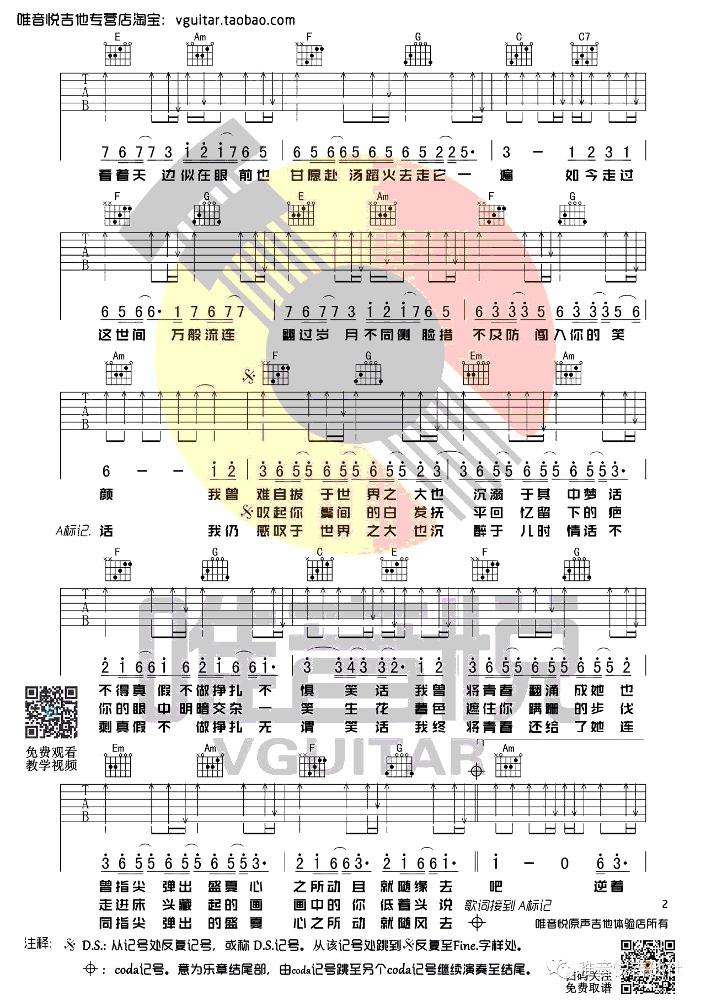 唯音悦吉他专营店淘宝：vguitar.taobao.com
E Am F G C C7
T A B
7 6 7 7 3 1 2 1 7 6 5 6 5 6 6 5 6 5 6 5 2 2 5· 3 - 1 2 3 1
看着天 边似在眼 前也 甘愿赴 汤蹈火去走它 一 遍 如今走过
F G E Am F G
T A B
6 5 6 6· 1 7 6 7 7 7 6 7 7 3 1 2 1 7 6 5 6 3 3 3 5 6 3 3 3 5 6
这世间 万般流连 翻过岁 月不同侧 脸措 不及防 闯入你的 笑
Am F G Em Am
T A B
6 - - 1 2 3 6 5 5 6 5 5 6 5 5 2 3 3 6 5 5 6 5 5 6 5 5 3·
颜 我曾 难自拔 于世 界之 大也 沉溺 于其 中梦话
吹起你 鬓间 的白 发抚 平回 忆留 下的 疤
A标记. 话 我仍 感叹于 世界 之大 也沉 醉于 儿时 情话 不
F G C E F G
T A B
2 1 6 6 1 6 2 1 6 6 1· 3 3 4 3 3 2· 1 2 3 6 5 5 6 5 5 6 5 5 2
不得真 假不做挣扎 不 惧 笑 话 我曾 将青春 翻涌 成她 也
你的眼 中明暗交杂 一 笑 生 花 暮色 遮住你 蹒跚 的步 伐
剩真假不 做挣扎 无 谓 笑 话 我终 将青春 还给 了她 连
免费观看
教学视频
Em Am F G 1 Am
T A B
3 6 5 5 6 5 5 6 5 5 3· 2 1 6 6 3· 2 1 6 6 1· 1 - 0 6 3·
曾指尖 弹出 盛夏 心 之所动且 就随缘 去 吧 逆着
走进床 头藏 起的 画 画中的你 低着头 说 歌词接到 A标记 2
同指尖 弹出 的盛 夏 心之所 动 就随风 去 唯音悦原声吉他体验店所有
注释： D.S.: 从记号处反复记号，或称 D.S.记号。从该记号处跳到 反复至Fine.字样处。
：coda记号。意为乐章结尾部，由coda记号跳至另个coda记号继续演奏至结尾。
唯音悦吉他社
扫码关注
免费取谱
唯音悦
VGUITAR